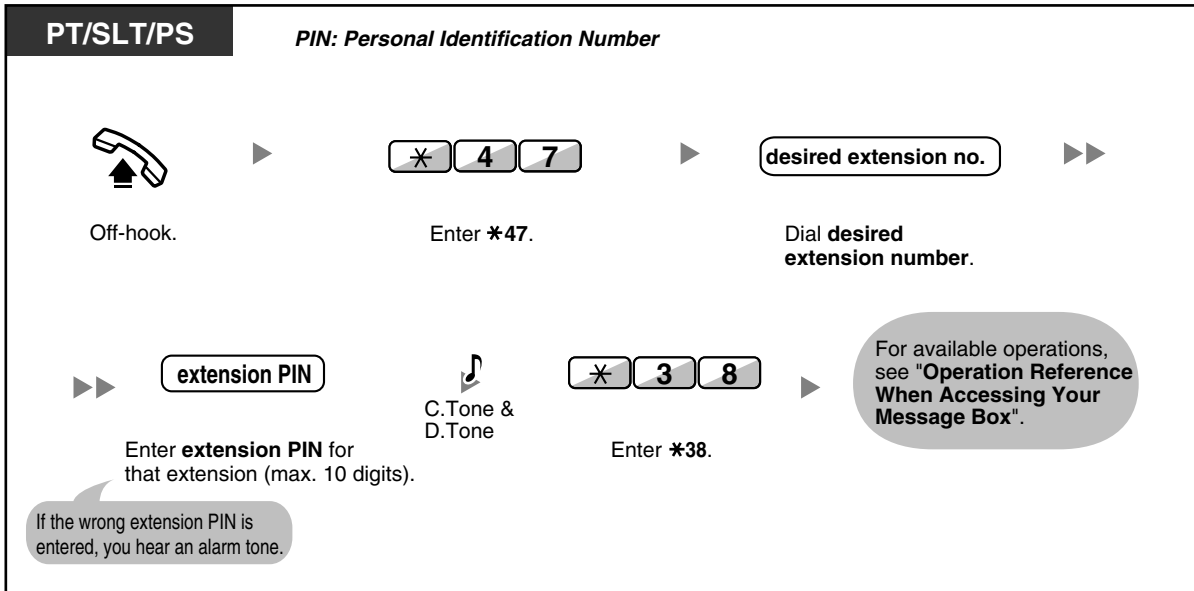 PT/SLT/PS
PIN: Personal Identification Number
* 4 7
desired extension no.
Off-hook.
Enter *47.
Dial desired
extension number.
extension PIN
C.Tone &
D.Tone
* 3 8
Enter extension PIN for
that extension (max. 10 digits).
Enter *38.
For available operations,
see "Operation Reference
When Accessing Your
Message Box".
If the wrong extension PIN is
entered, you hear an alarm tone.